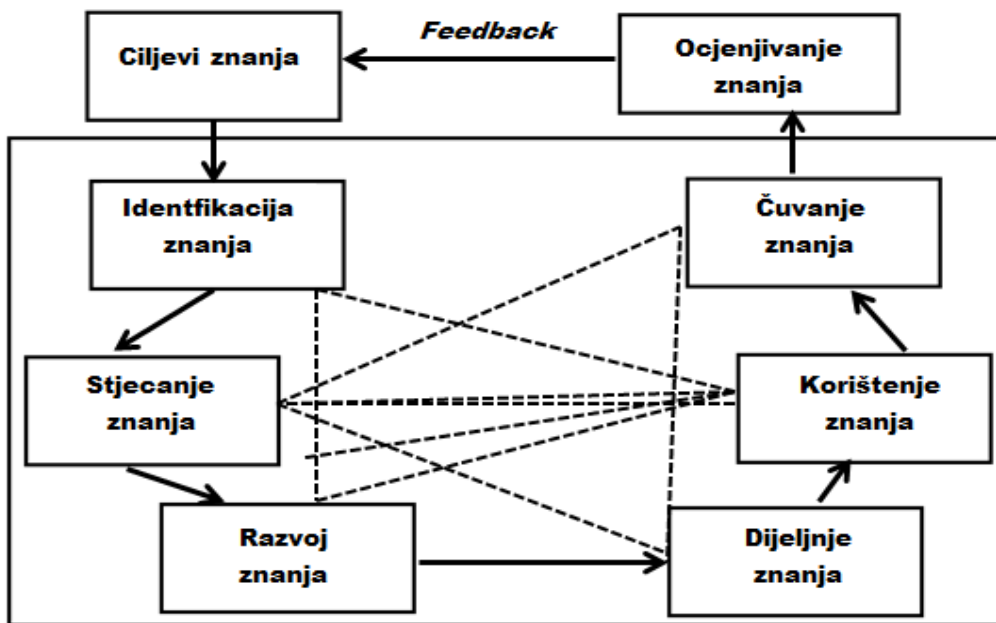 Ciljevi znanja
Feedback
Ocjenjivanje
znanja
Identfikacija
znanja
Čuvanje
znanja
Stjecanje
znanja
Korištenje
znanja
Razvoj
znanja
Dijeljnje
znanja